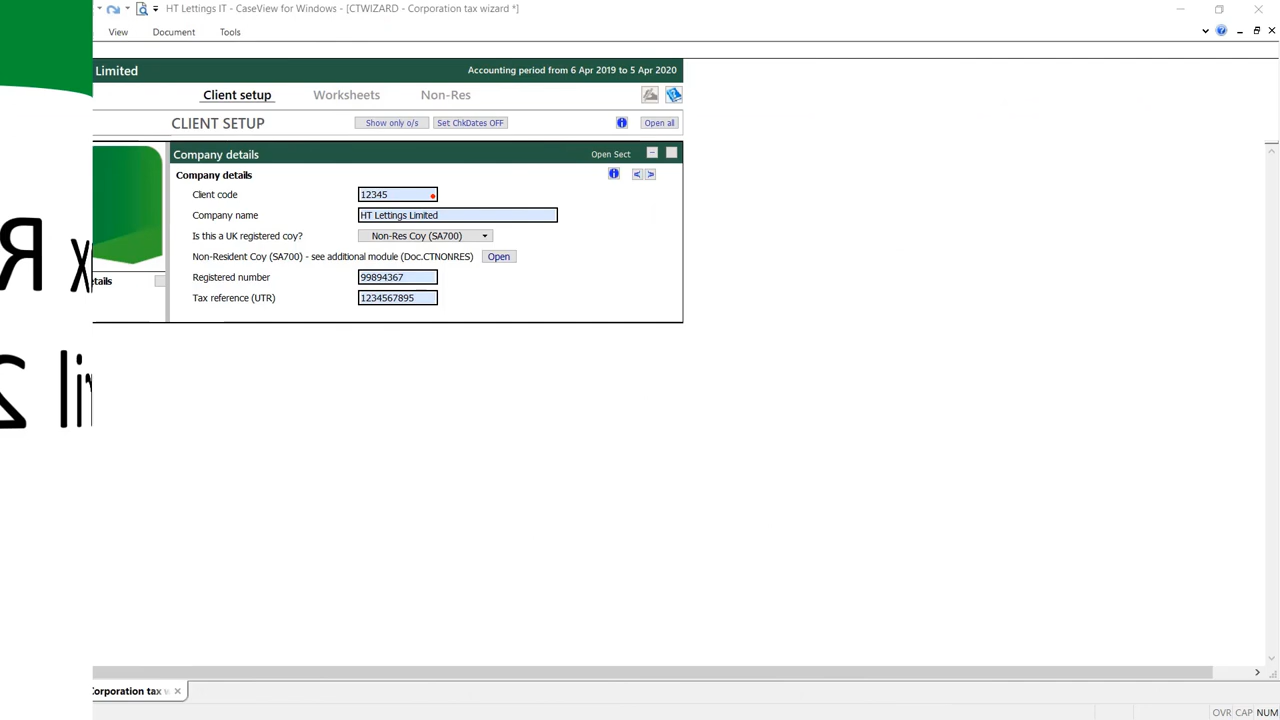 HT Lettings IT - CaseView for Windows - [CTWIZARD - Corporation tax wizard *]
View Document Tools
Limited Accounting period from 6 Apr 2019 to 5 Apr 2020
Client setup Worksheets Non-Res
CLIENT SETUP Show only o/s Set ChkDates OFF Open all
Company details Open Sect
Company details < >
Client code 12345
Company name HT Lettings Limited
Is this a UK registered coy? Non-Res Coy (SA700)
Non-Resident Coy (SA700) - see additional module (Doc.CTNONRES) Open
Registered number 99894367
Tax reference (UTR) 1234567895
Corporation tax
OVR CAP NUM